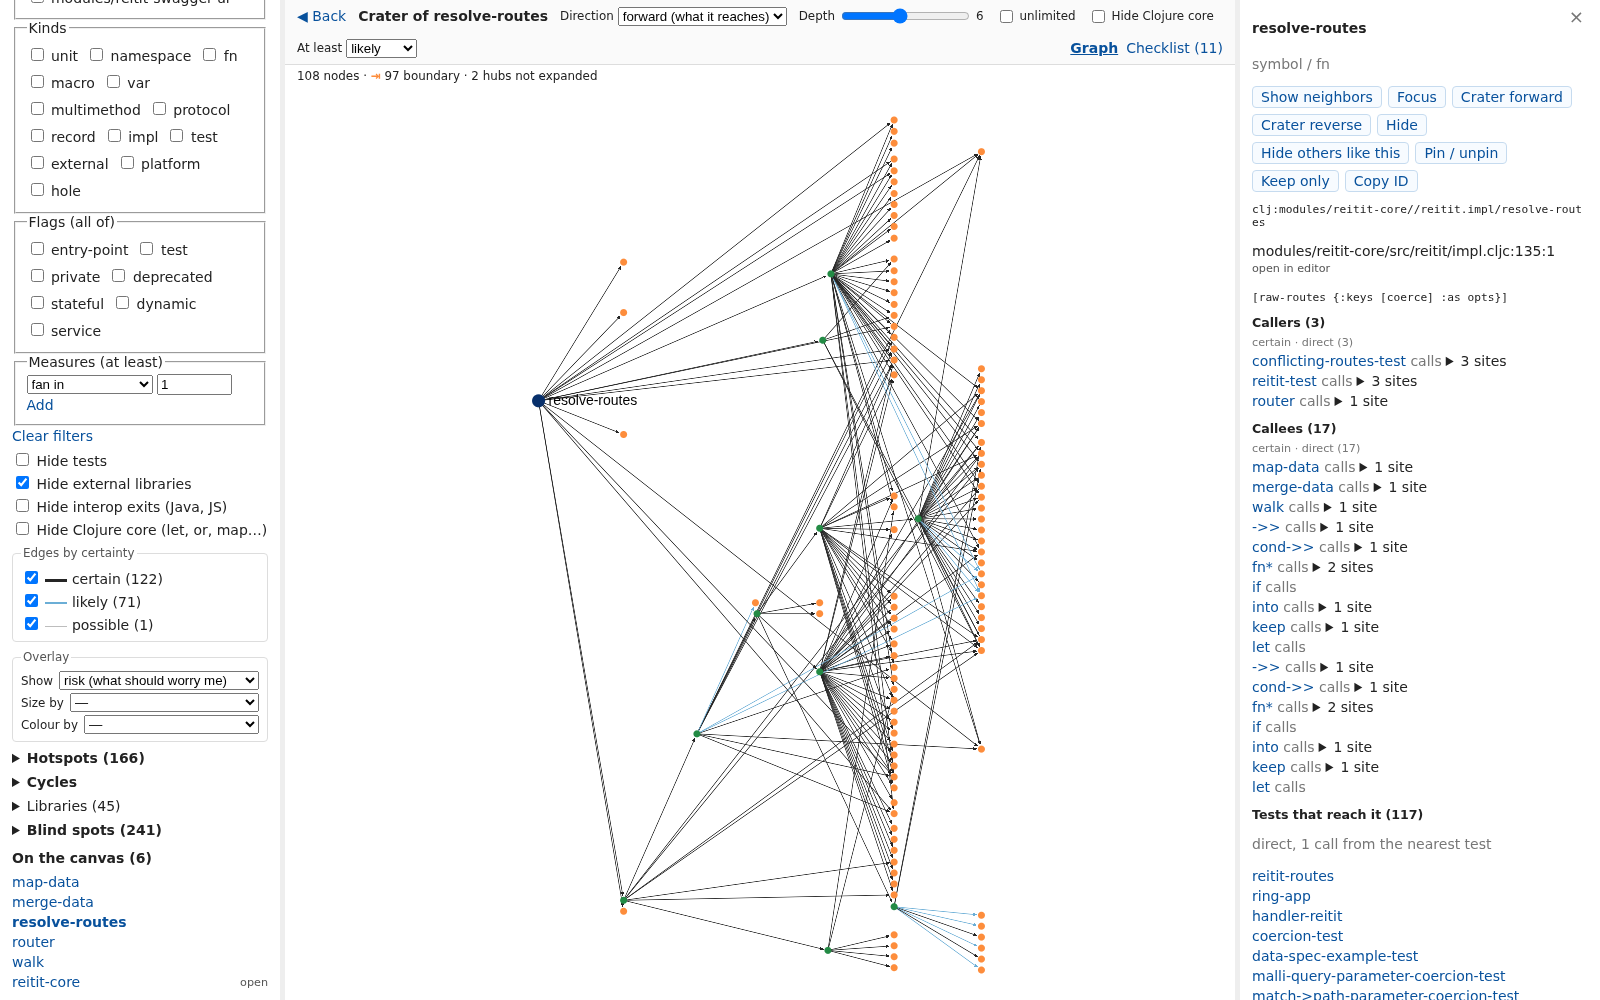 Kinds
unit namespace fn
macro var
multimethod protocol
record impl test
external platform
hole
Flags (all of)
entry-point test
private deprecated
stateful dynamic
service
Measures (at least)
fan in 1
Add
Clear filters
Hide tests
Hide external libraries
Hide interop exits (Java, JS)
Hide Clojure core (let, or, map…)
Edges by certainty
certain (122)
likely (71)
possible (1)
Overlay
Show risk (what should worry me)
Size by —
Colour by —
▶ Hotspots (166)
▶ Cycles
▶ Libraries (45)
▶ Blind spots (241)
On the canvas (6)
map-data
merge-data
resolve-routes
router
walk
reitit-core open
◀ Back Crater of resolve-routes Direction forward (what it reaches) Depth 6 unlimited Hide Clojure core
At least likely Graph Checklist (11)
108 nodes · ⇥ 97 boundary · 2 hubs not expanded
resolve-routes
×
resolve-routes
symbol / fn
Show neighbors Focus Crater forward
Crater reverse Hide
Hide others like this Pin / unpin
Keep only Copy ID
clj:modules/reitit-core//reitit.impl/resolve-rout
es
modules/reitit-core/src/reitit/impl.cljc:135:1
open in editor
[raw-routes {:keys [coerce] :as opts}]
Callers (3)
certain · direct (3)
conflicting-routes-test calls ▶ 3 sites
reitit-test calls ▶ 3 sites
router calls ▶ 1 site
Callees (17)
certain · direct (17)
map-data calls ▶ 1 site
merge-data calls ▶ 1 site
walk calls ▶ 1 site
->> calls ▶ 1 site
cond->> calls ▶ 1 site
fn* calls ▶ 2 sites
if calls
into calls ▶ 1 site
keep calls ▶ 1 site
let calls
->> calls ▶ 1 site
cond->> calls ▶ 1 site
fn* calls ▶ 2 sites
if calls
into calls ▶ 1 site
keep calls ▶ 1 site
let calls
Tests that reach it (117)
direct, 1 call from the nearest test
reitit-routes
ring-app
handler-reitit
coercion-test
data-spec-example-test
malli-query-parameter-coercion-test
match->path-parameter-coercion-test